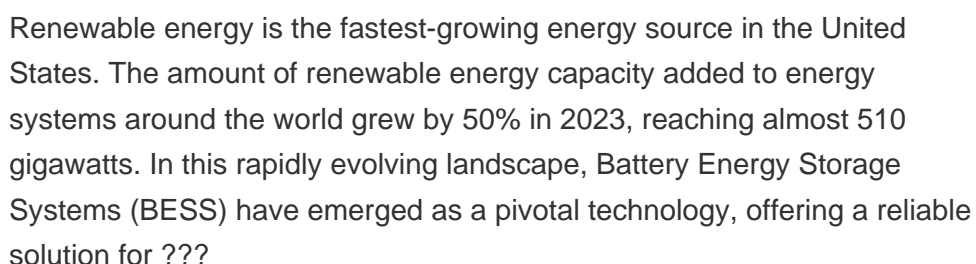 Renewable energy is the fastest-growing energy source in the United
States. The amount of renewable energy capacity added to energy
systems around the world grew by 50% in 2023, reaching almost 510
gigawatts. In this rapidly evolving landscape, Battery Energy Storage
Systems (BESS) have emerged as a pivotal technology, offering a reliable
solution for ???